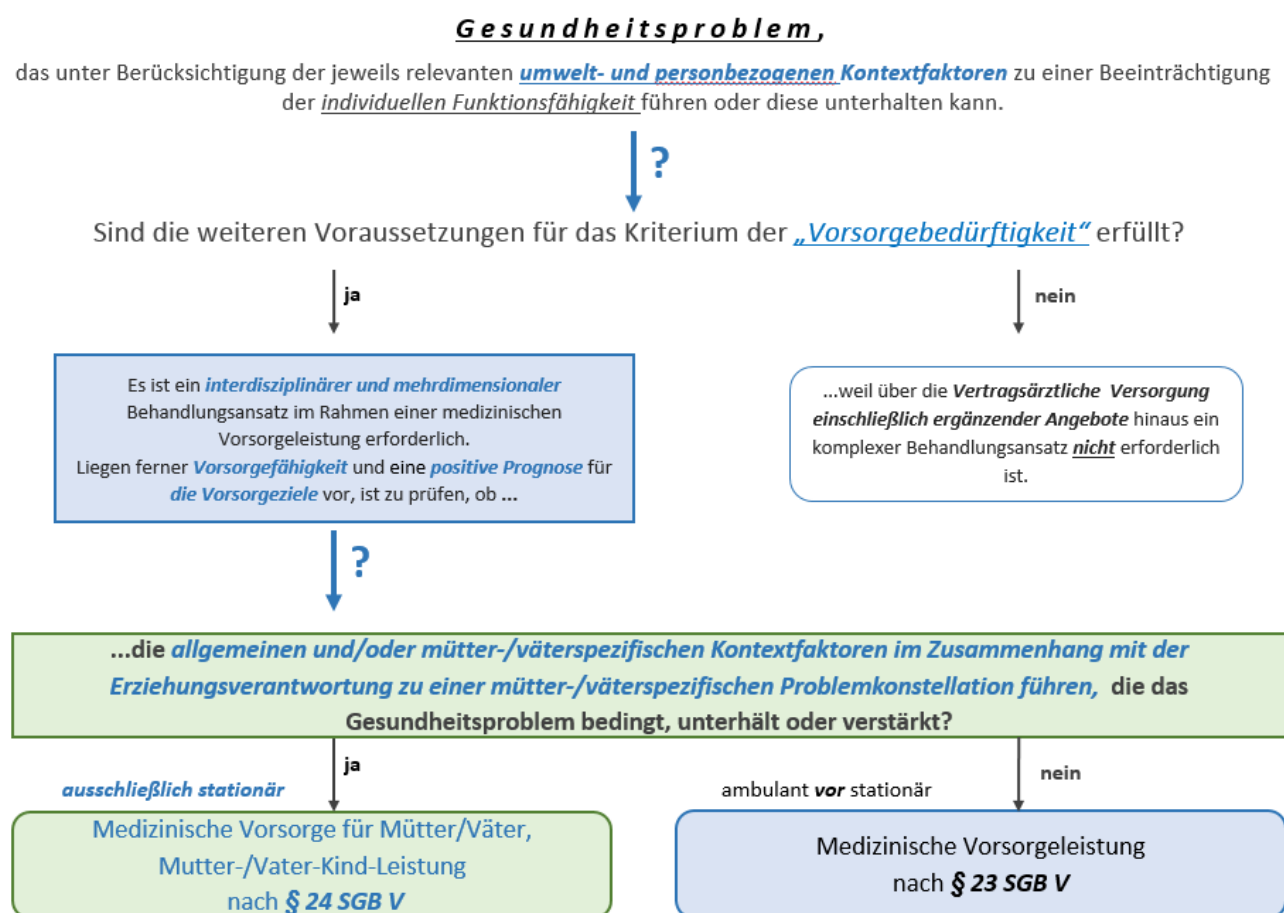 Gesundheitsproblem,
das unter Berücksichtigung der jeweils relevanten umwelt- und personbezogenen Kontextfaktoren zu einer Beeinträchtigung
der individuellen Funktionsfähigkeit führen oder diese unterhalten kann.
?
Sind die weiteren Voraussetzungen für das Kriterium der „Vorsorgebedürftigkeit“ erfüllt?
ja
nein
Es ist ein interdisziplinärer und mehrdimensionaler
Behandlungsansatz im Rahmen einer medizinischen
Vorsorgeleistung erforderlich.
Liegen ferner Vorsorgefähigkeit und eine positive Prognose für
die Vorsorgeziele vor, ist zu prüfen, ob ...
...weil über die Vertragsärztliche Versorgung
einschließlich ergänzender Angebote hinaus ein
komplexer Behandlungsansatz nicht erforderlich
ist.
?
...die allgemeinen und/oder mütter-/väterspezifischen Kontextfaktoren im Zusammenhang mit der
Erziehungsverantwortung zu einer mütter-/väterspezifischen Problemkonstellation führen, die das
Gesundheitsproblem bedingt, unterhält oder verstärkt?
ja
nein
ausschließlich stationär
ambulant vor stationär
Medizinische Vorsorge für Mütter/Väter,
Mutter-/Vater-Kind-Leistung
nach § 24 SGB V
Medizinische Vorsorgeleistung
nach § 23 SGB V